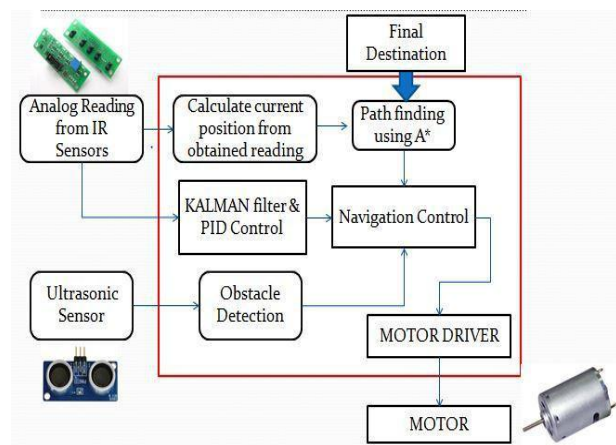 Final
Destination
Analog Reading
from IR
Sensors
Calculate current
position from
obtained reading
Path finding
using A*
KALMAN filter &
PID Control
Navigation Control
Ultrasonic
Sensor
Obstacle
Detection
MOTOR DRIVER
MOTOR